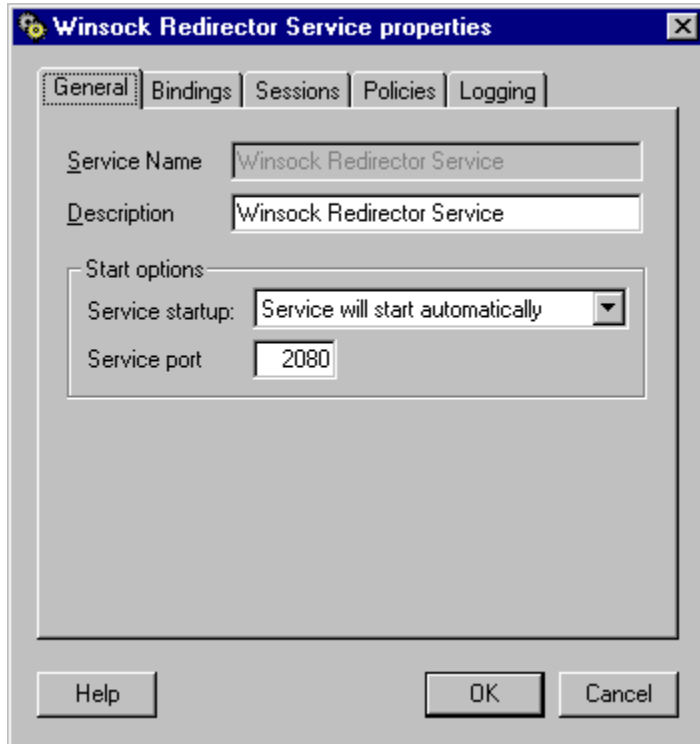 Winsock Redirector Service properties
General Bindings Sessions Policies Logging
Service Name Winsock Redirector Service
Description Winsock Redirector Service
Start options
Service startup: Service will start automatically
Service port 2080
Help OK Cancel